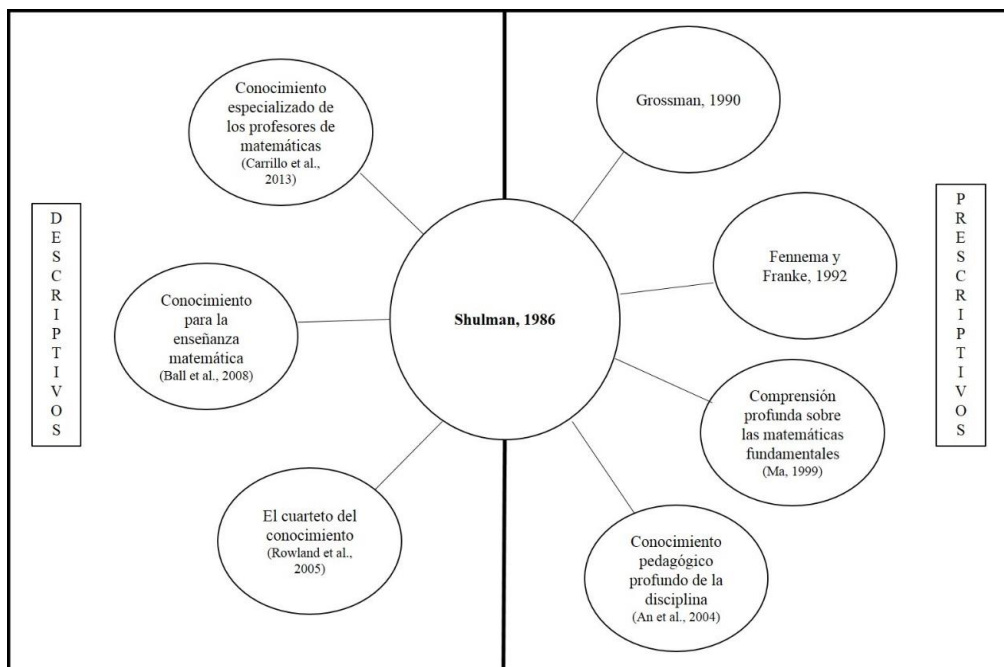 DESCRIPTIVOS
Conocimiento
especializado de
los profesores de
matemáticas
(Carrillo et al.,
2013)
Conocimiento
para la
enseñanza
matemática
(Ball et al., 2008)
El cuarteto del
conocimiento
(Rowland et al.,
2005)
Shulman, 1986
Grossman, 1990
Fennema y
Franke, 1992
Comprensión
profunda sobre
las matemáticas
fundamentales
(Ma, 1999)
Conocimiento
pedagógico
profundo de la
disciplina
(An et al., 2004)
PRESCRIPTIVOS